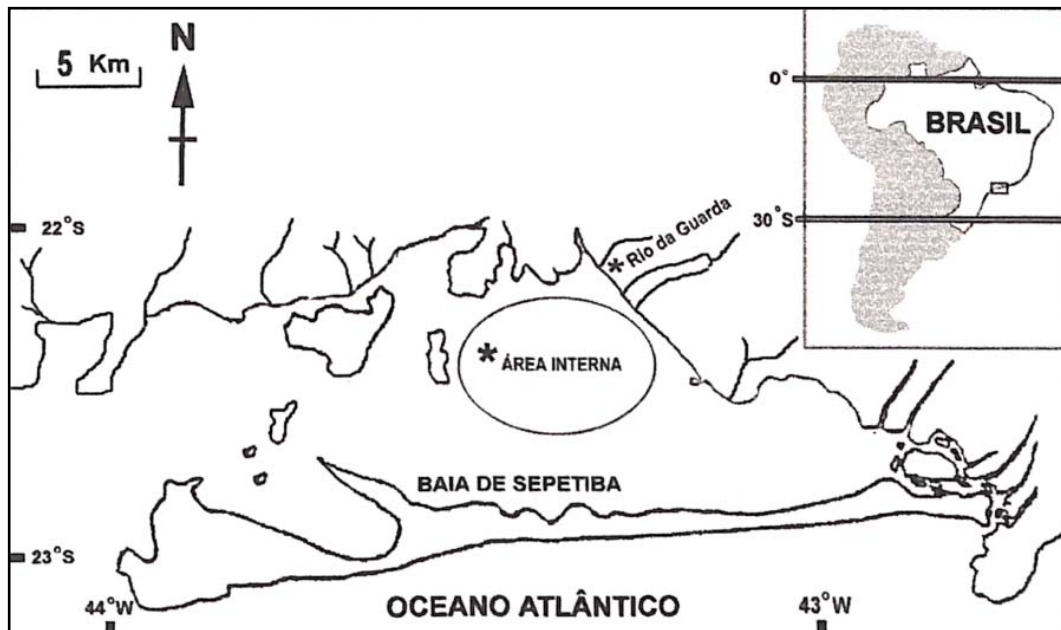 N
5 Km
0°
BRASIL
30°S
22°S
* Rio da Guarda
* ÁREA INTERNA
BAIA DE SEPETIBA
23°S
44°W
43°W
OCEANO ATLÂNTICO